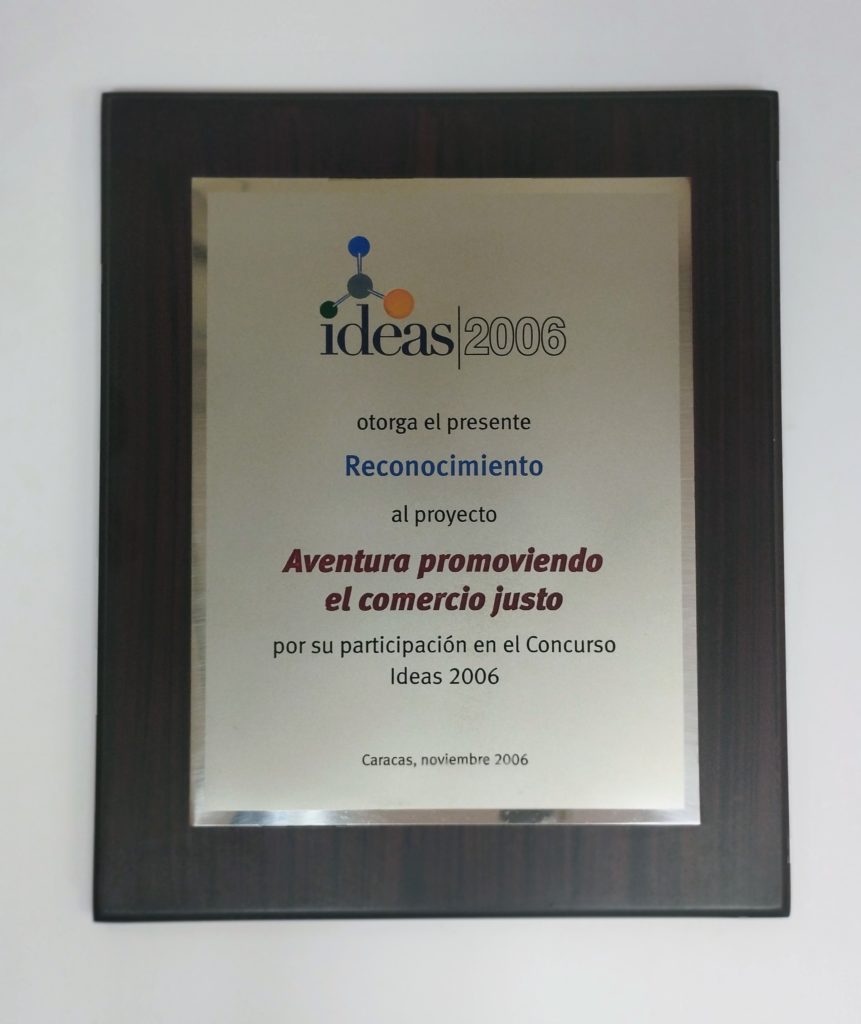 ideas|2006
otorga el presente
Reconocimiento
al proyecto
Aventura promoviendo
el comercio justo
por su participación en el Concurso
Ideas 2006
Caracas, noviembre 2006